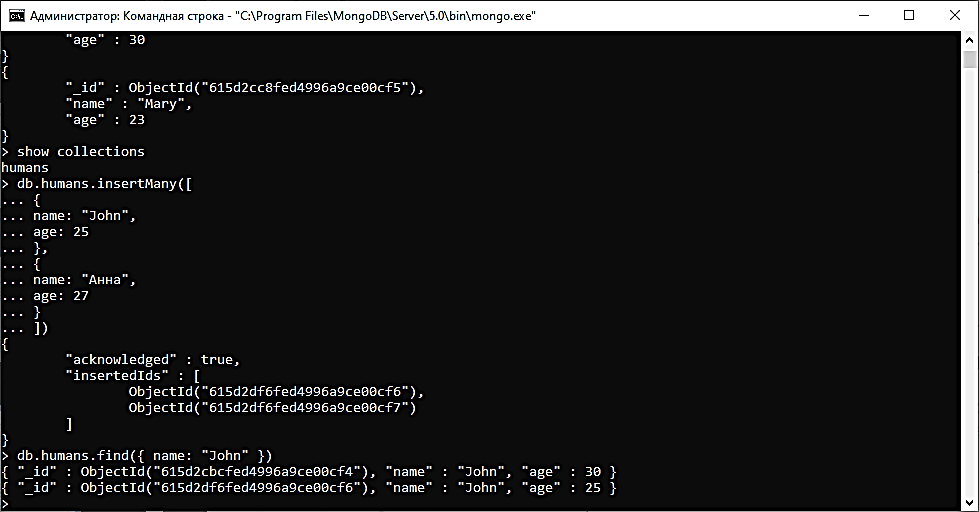 Администратор: Командная строка - "C:\Program Files\MongoDB\Server\5.0\bin\mongo.exe"
"age" : 30
}
{
"_id" : ObjectId("615d2cc8fed4996a9ce00cf5"),
"name" : "Mary",
"age" : 23
}
> show collections
humans
> db.humans.insertMany([
... {
... name: "John",
... age: 25
... },
... {
... name: "Анна",
... age: 27
... }
... ])
{
"acknowledged" : true,
"insertedIds" : [
ObjectId("615d2df6fed4996a9ce00cf6"),
ObjectId("615d2df6fed4996a9ce00cf7")
]
}
> db.humans.find({ name: "John" })
{ "_id" : ObjectId("615d2cbcfed4996a9ce00cf4"), "name" : "John", "age" : 30 }
{ "_id" : ObjectId("615d2df6fed4996a9ce00cf6"), "name" : "John", "age" : 25 }
>